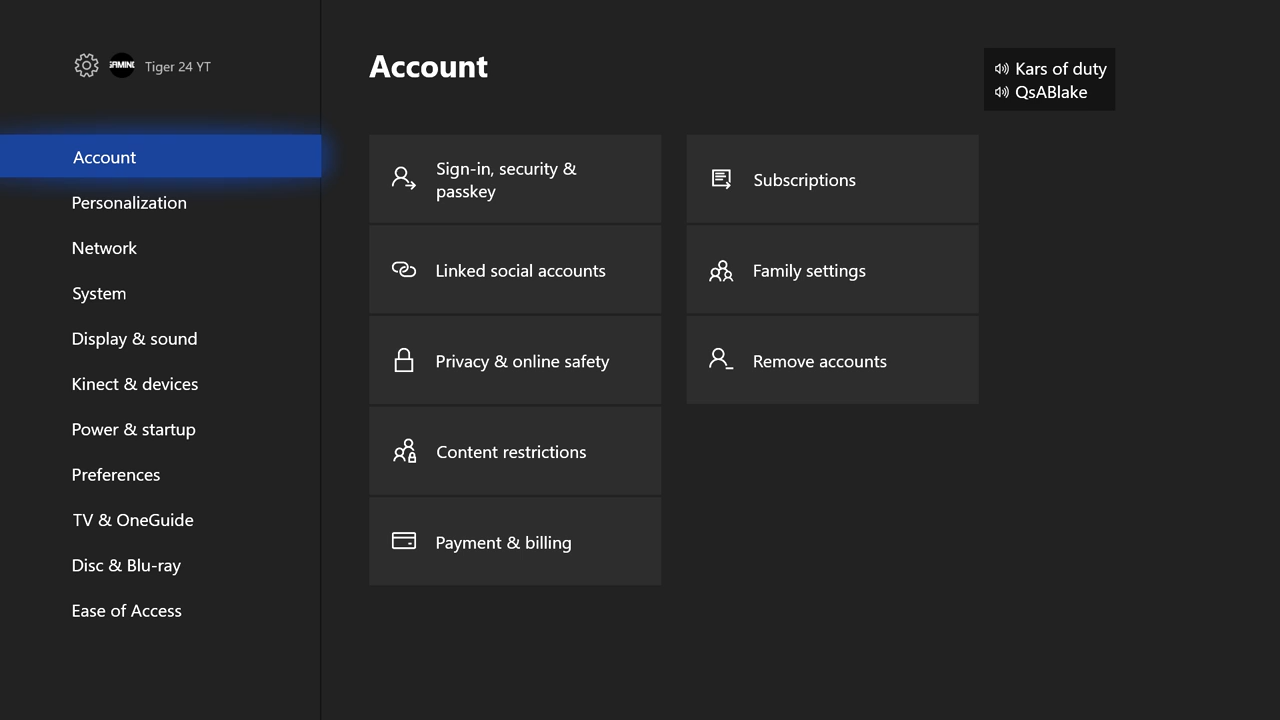 GAMING
Tiger 24 YT
Account
Personalization
Network
System
Display & sound
Kinect & devices
Power & startup
Preferences
TV & OneGuide
Disc & Blu-ray
Ease of Access
Account
Sign-in, security &
passkey
Linked social accounts
Privacy & online safety
Content restrictions
Payment & billing
Subscriptions
Family settings
Remove accounts
Kars of duty
QsABlake